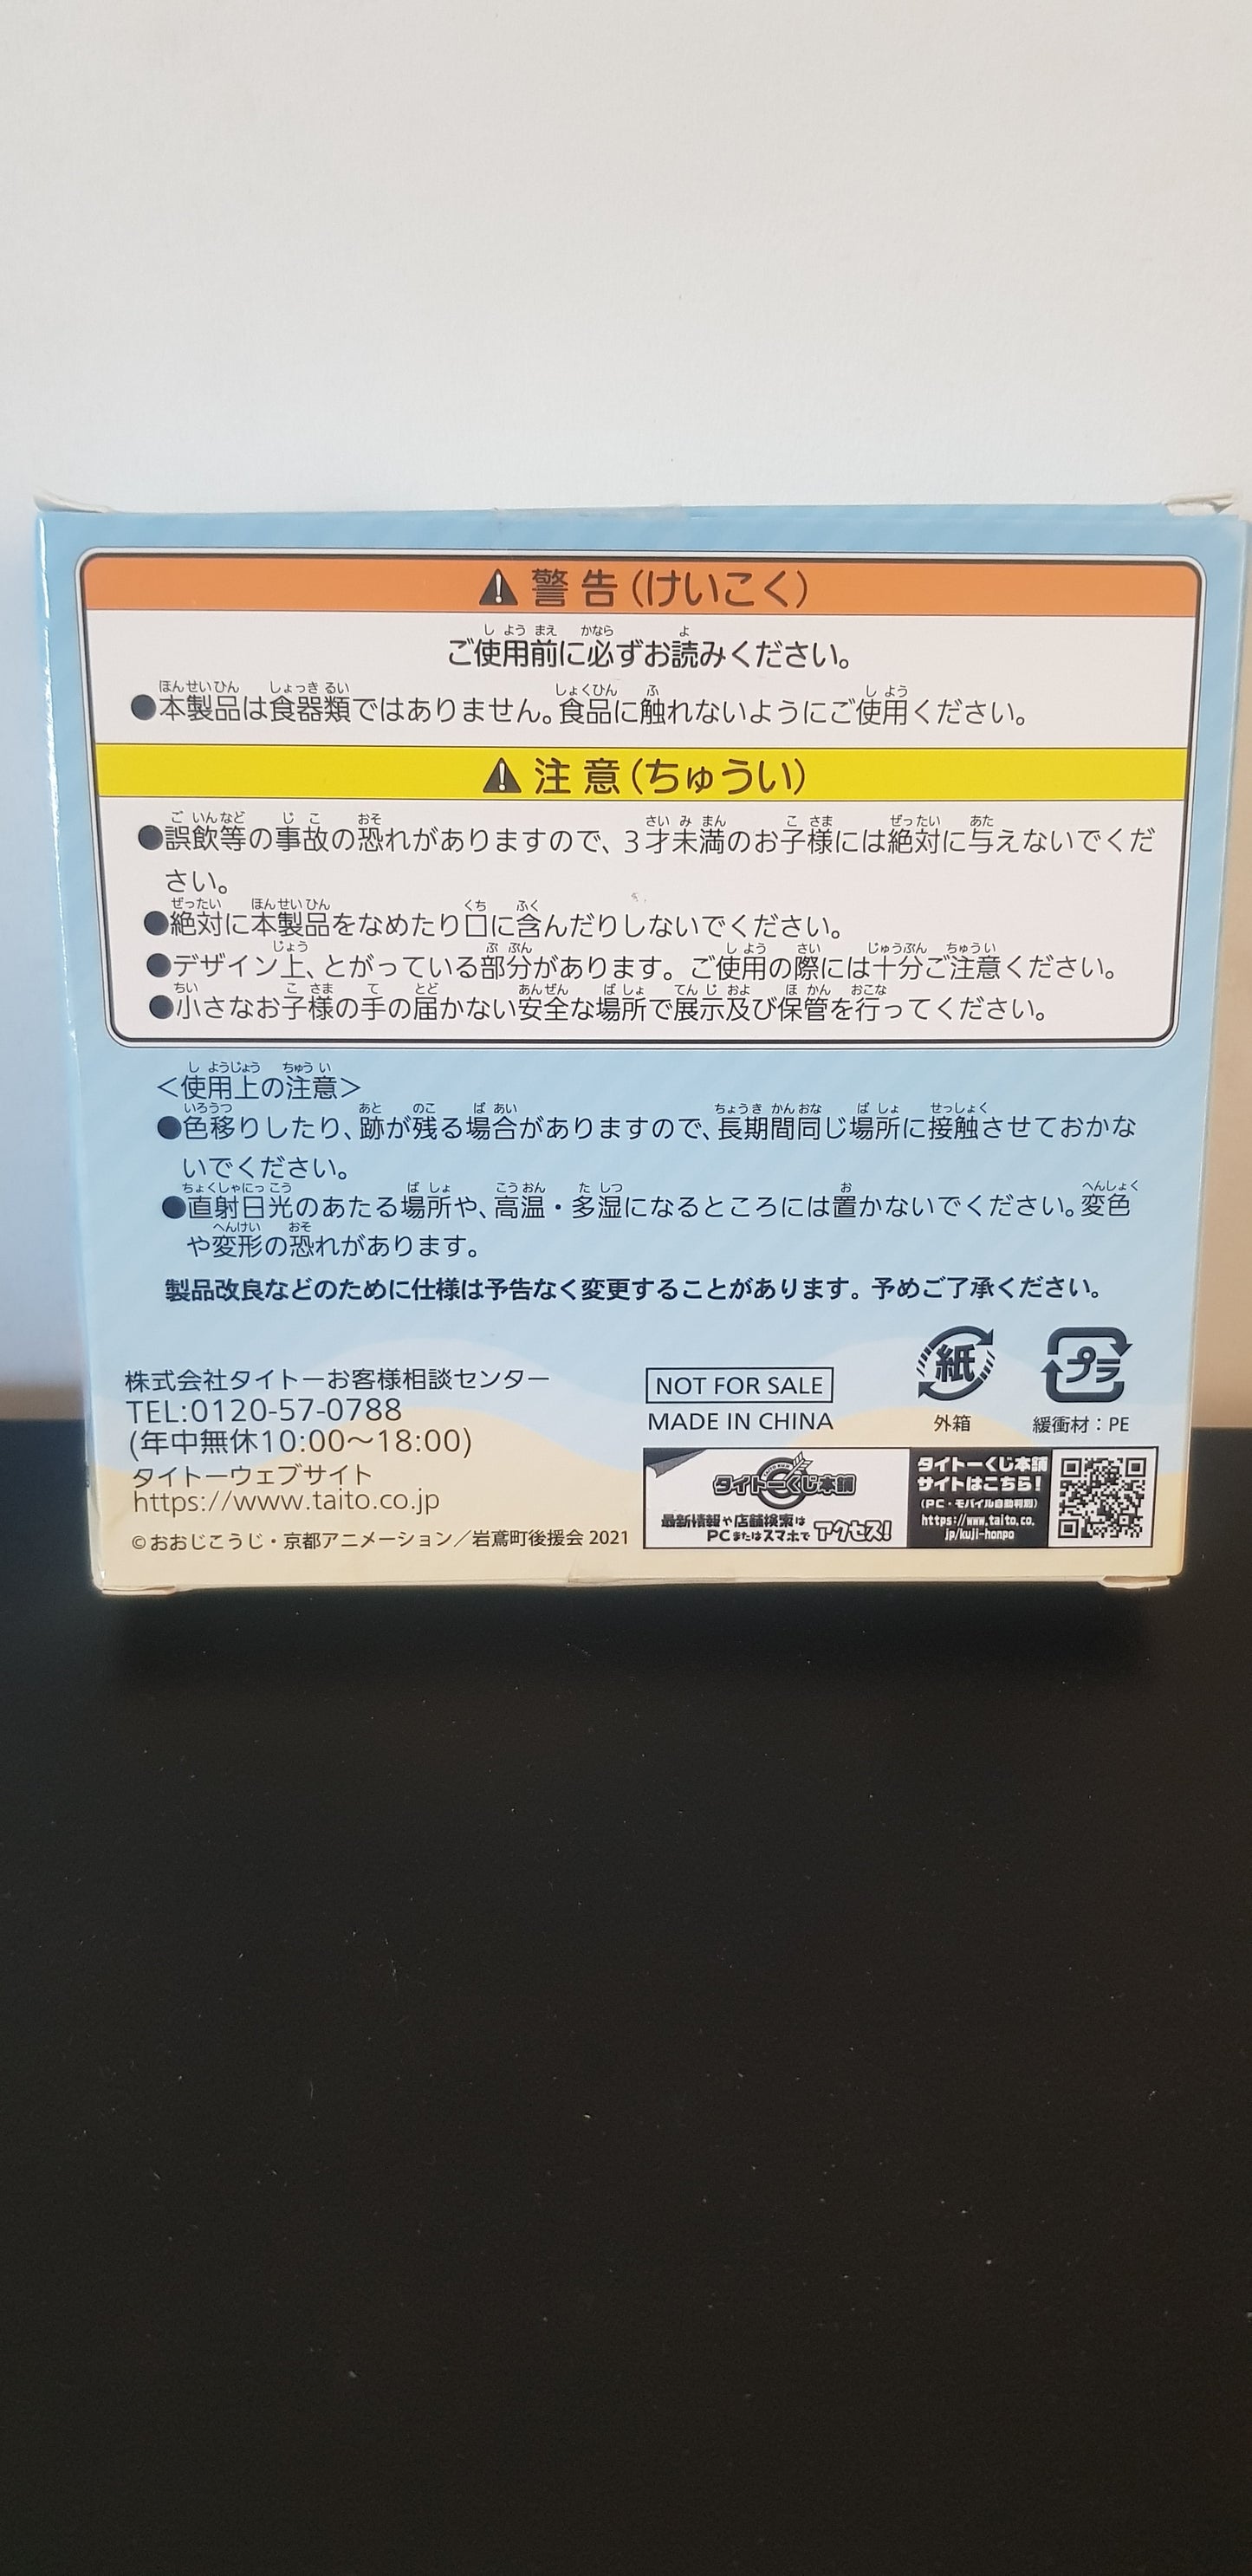 ⚠ 警告(けいこく)
ご使用前に必ずお読みください。
●本製品は食器類ではありません。食品に触れないようにご使用ください。
⚠ 注意(ちゅうい)
●誤飲等の事故の恐れがありますので、3才未満のお子様には絶対に与えないでくだ
さい。
●絶対に本製品をなめたり口に含んだりしないでください。
●デザイン上、とがっている部分があります。ご使用の際には十分ご注意ください。
●小さなお子様の手の届かない安全な場所で展示及び保管を行ってください。
<使用上の注意>
●色移りしたり、跡が残る場合がありますので、長期間同じ場所に接触させておかな
いでください。
●直射日光のあたる場所や、高温・多湿になるところには置かないでください。変色
や変形の恐れがあります。
製品改良などのために仕様は予告なく変更することがあります。予めご了承ください。
株式会社タイトーお客様相談センター
TEL:0120-57-0788
(年中無休10:00〜18:00)
タイトーウェブサイト
https://www.taito.co.jp
©おおじこうじ・京都アニメーション/岩鳶町後援会 2021
NOT FOR SALE
MADE IN CHINA
紙
外箱
プラ
緩衝材:PE
タイトーくじ本舗
最新情報や店舗検索は
PCまたはスマホでアクセス!
タイトーくじ本舗
サイトはこちら!
(PC・モバイル自動判別)
https://www.taito.co.
jp/kuji-honpo